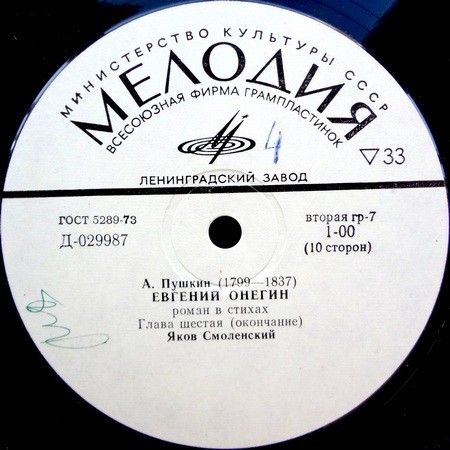 МИНИСТЕРСТВО КУЛЬТУРЫ СССР
МЕЛОДИЯ
ВСЕСОЮЗНАЯ ФИРМА ГРАМПЛАСТИНОК
4
▽33
ЛЕНИНГРАДСКИЙ ЗАВОД
ГОСТ 5289-73
Д-029987
вторая гр-7
1-00
(10 сторон)
А. Пушкин (1799—1837)
ЕВГЕНИЙ ОНЕГИН
роман в стихах
Глава шестая (окончание)
Яков Смоленский